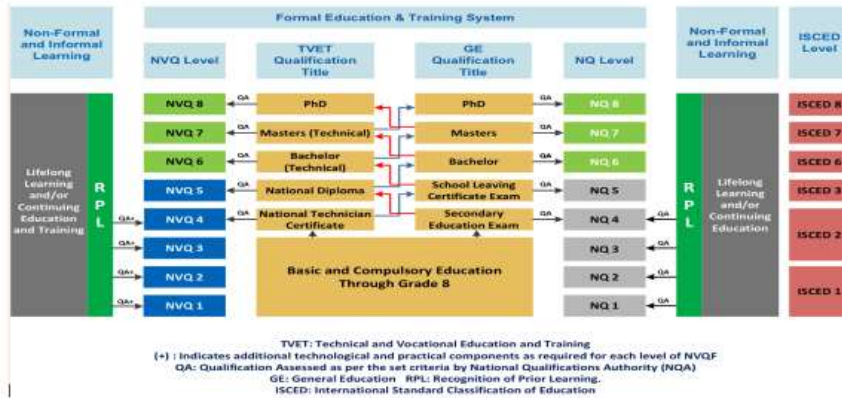 Formal Education & Training System
Non-Formal
and Informal
Learning
NVQ Level
TVET
Qualification
Title
GE
Qualification
Title
NQ Level
Non-Formal
and Informal
Learning
ISCED
Level
NVQ 8
QA
PhD
PhD
QA
NQ 8
ISCED 8
NVQ 7
QA
Masters (Technical)
Masters
QA
NQ 7
ISCED 7
NVQ 6
QA
Bachelor
(Technical)
Bachelor
QA
NQ 6
ISCED 6
NVQ 5
QA
National Diploma
School Leaving
Certificate Exam
QA
NQ 5
ISCED 3
QA+
NVQ 4
QA
National Technician
Certificate
Secondary
Education Exam
QA
NQ 4
QA
ISCED 2
QA+
NVQ 3
NQ 3
QA
QA+
NVQ 2
Basic and Compulsory Education
Through Grade 8
NQ 2
QA
ISCED 1
QA+
NVQ 1
NQ 1
QA
Lifelong
Learning
and/or
Continuing
Education
and Training
R
P
L
R
P
L
Lifelong
Learning
and/or
Continuing
Education
TVET: Technical and Vocational Education and Training
(+) : Indicates additional technological and practical components as required for each level of NVQF
QA: Qualification Assessed as per the set criteria by National Qualifications Authority (NQA)
GE: General Education RPL: Recognition of Prior Learning.
ISCED: International Standard Classification of Education